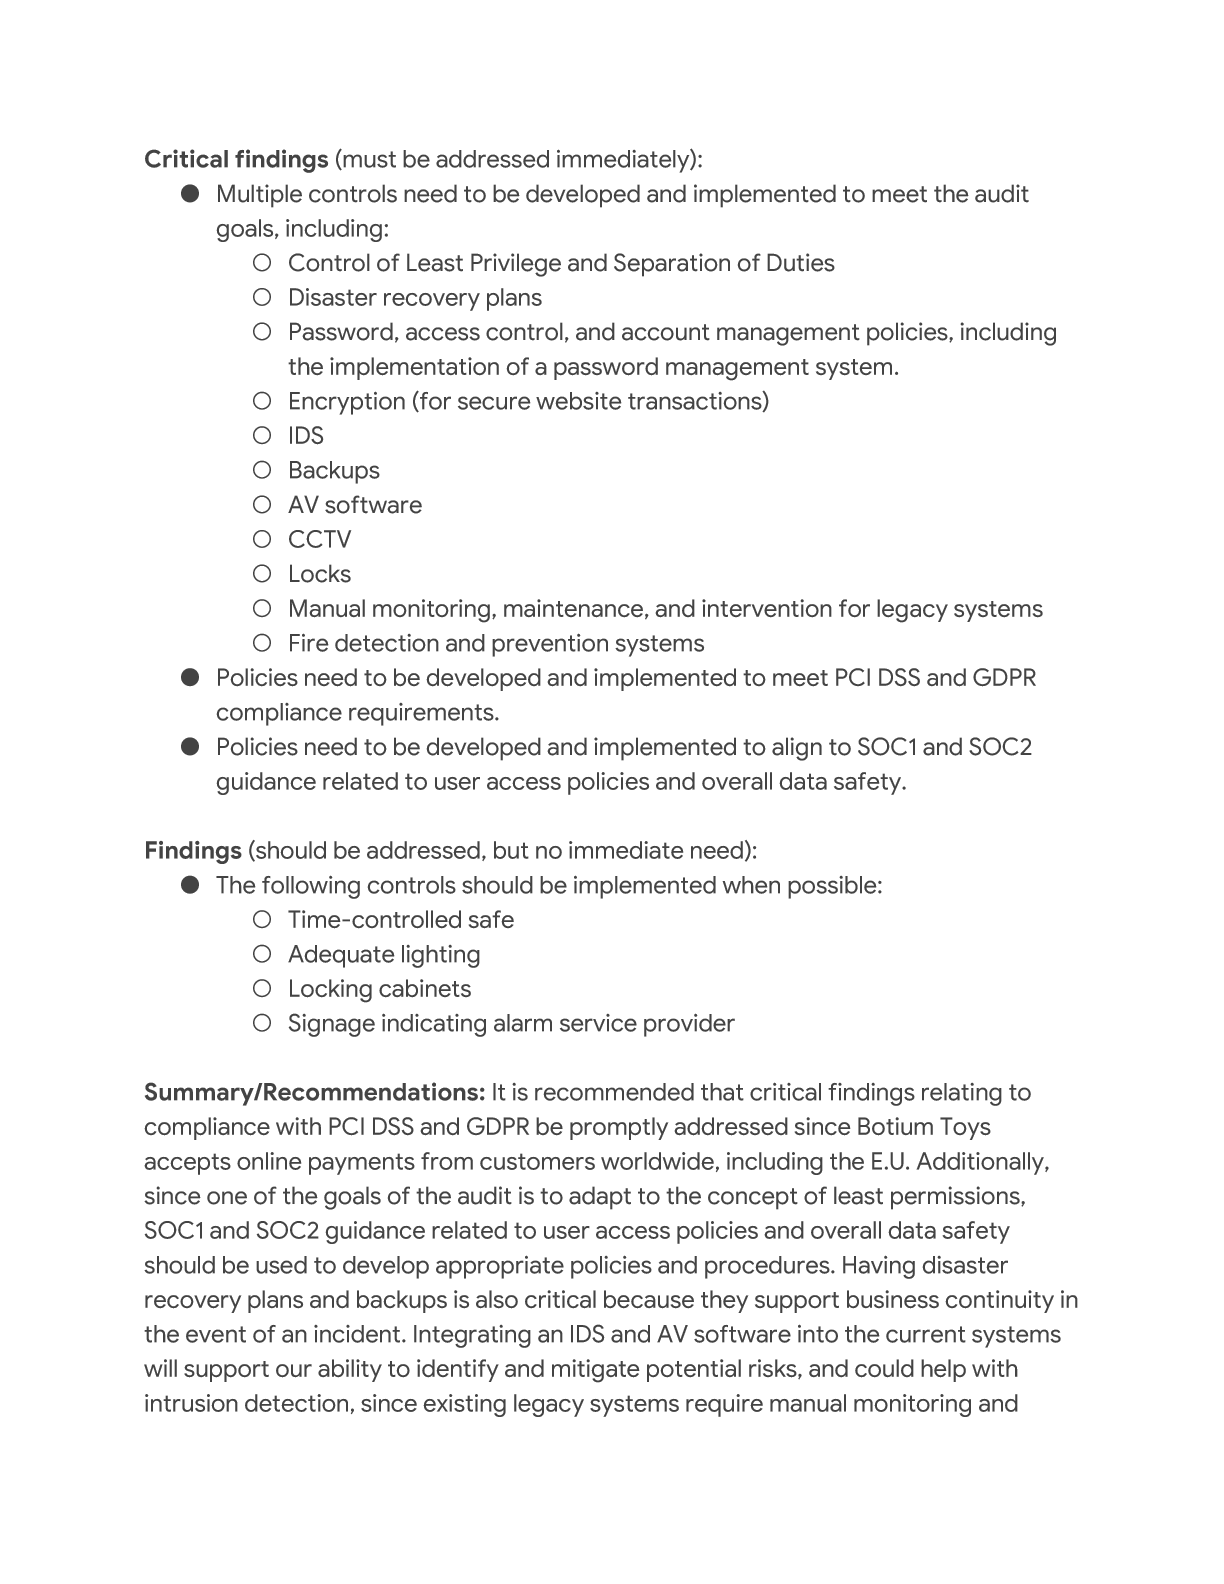 Critical findings (must be addressed immediately):
● Multiple controls need to be developed and implemented to meet the audit
goals, including:
○ Control of Least Privilege and Separation of Duties
○ Disaster recovery plans
○ Password, access control, and account management policies, including
the implementation of a password management system.
○ Encryption (for secure website transactions)
○ IDS
○ Backups
○ AV software
○ CCTV
○ Locks
○ Manual monitoring, maintenance, and intervention for legacy systems
○ Fire detection and prevention systems
● Policies need to be developed and implemented to meet PCI DSS and GDPR
compliance requirements.
● Policies need to be developed and implemented to align to SOC1 and SOC2
guidance related to user access policies and overall data safety.
Findings (should be addressed, but no immediate need):
● The following controls should be implemented when possible:
○ Time-controlled safe
○ Adequate lighting
○ Locking cabinets
○ Signage indicating alarm service provider
Summary/Recommendations: It is recommended that critical findings relating to
compliance with PCI DSS and GDPR be promptly addressed since Botium Toys
accepts online payments from customers worldwide, including the E.U. Additionally,
since one of the goals of the audit is to adapt to the concept of least permissions,
SOC1 and SOC2 guidance related to user access policies and overall data safety
should be used to develop appropriate policies and procedures. Having disaster
recovery plans and backups is also critical because they support business continuity in
the event of an incident. Integrating an IDS and AV software into the current systems
will support our ability to identify and mitigate potential risks, and could help with
intrusion detection, since existing legacy systems require manual monitoring and